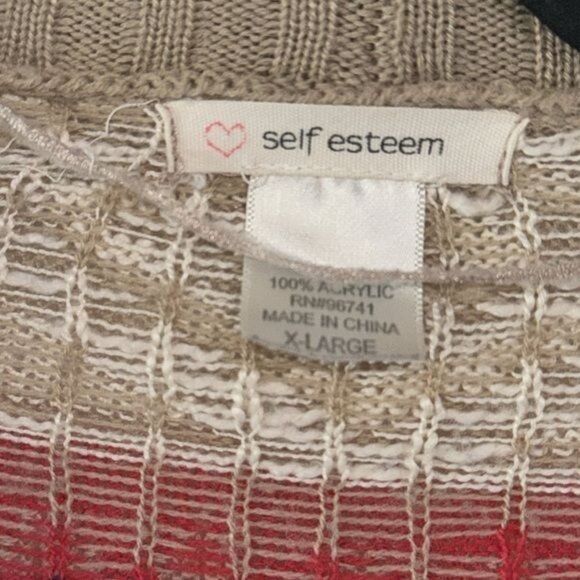 self esteem
100% ACRYLIC
RN#96741
MADE IN CHINA
X-LARGE